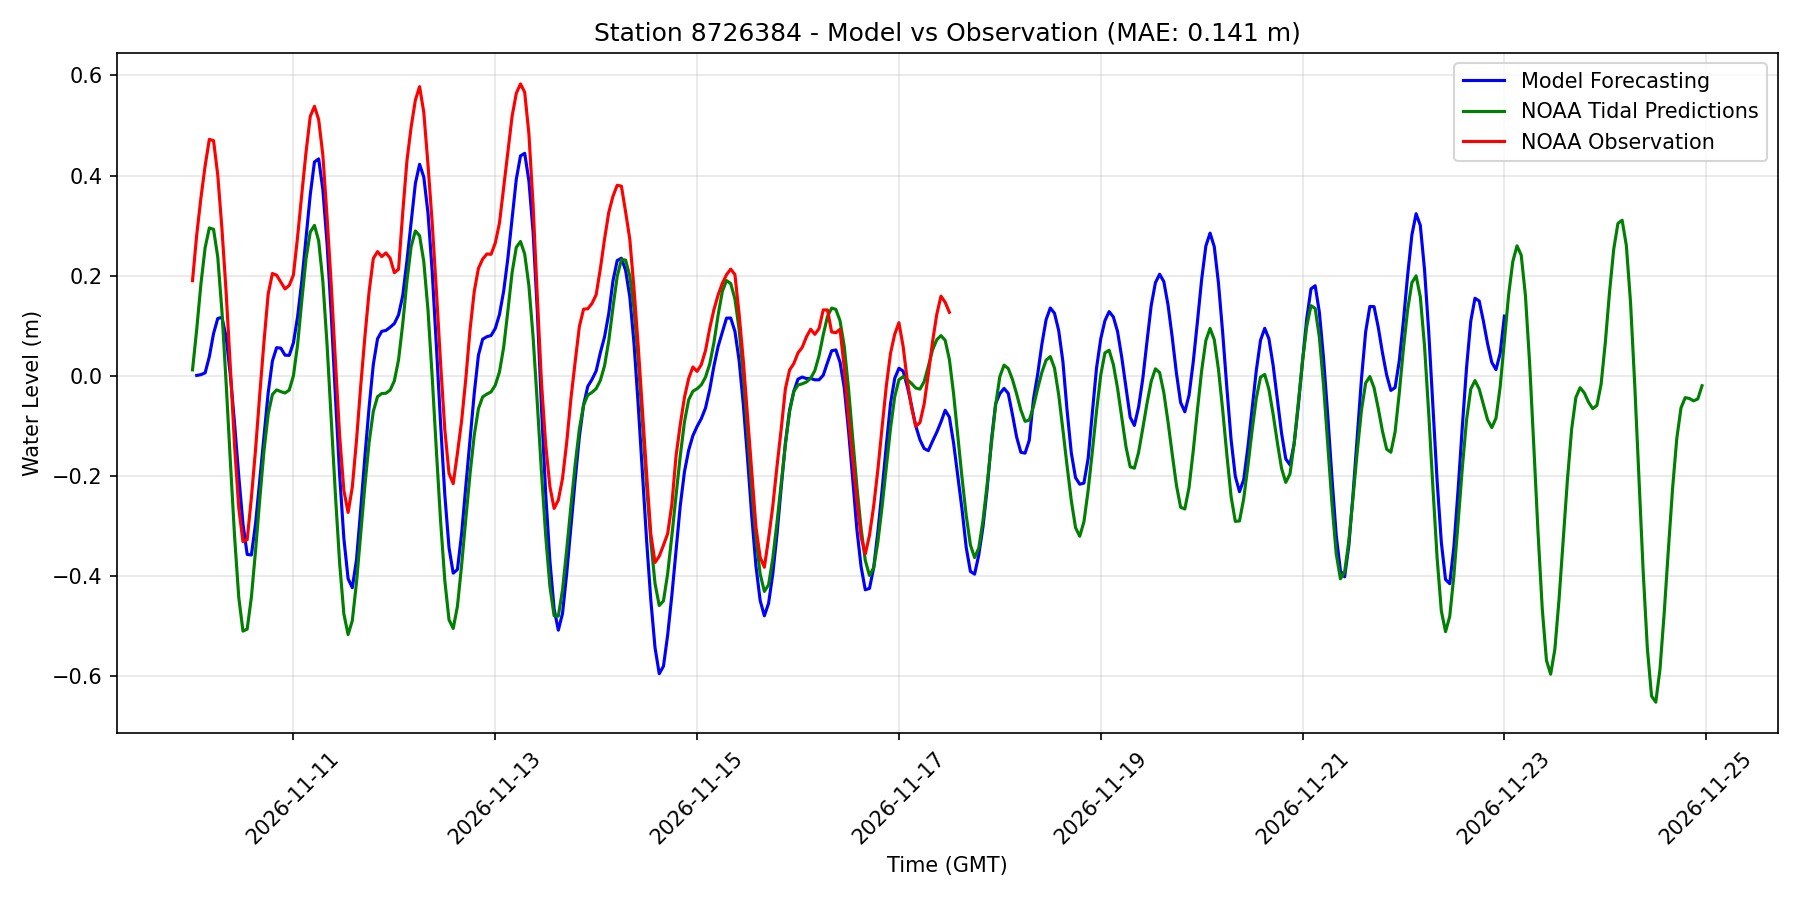 Station 8726384 - Model vs Observation (MAE: 0.141 m)
Model Forecasting
NOAA Tidal Predictions
NOAA Observation
Water Level (m)
0.6
0.4
0.2
0.0
−0.2
−0.4
−0.6
2026-11-11
2026-11-13
2026-11-15
2026-11-17
2026-11-19
2026-11-21
2026-11-23
2026-11-25
Time (GMT)